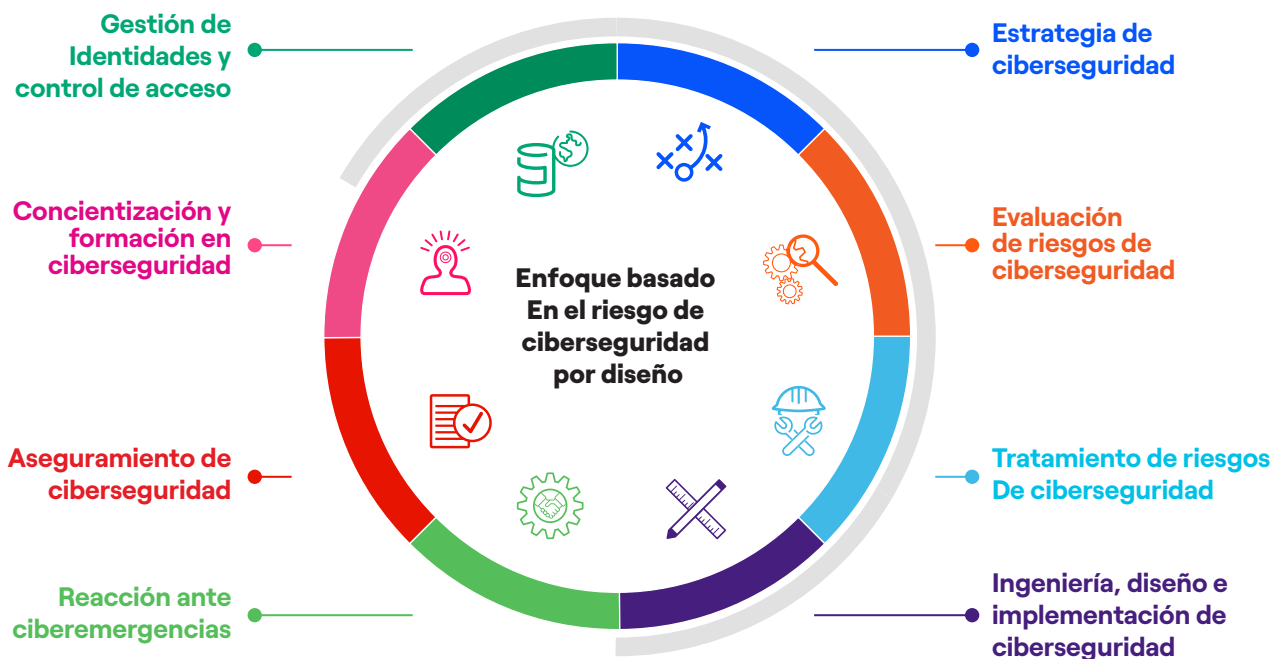 Gestión de
Identidades y
control de acceso
Estrategia de
ciberseguridad
Concientización y
formación en
ciberseguridad
Evaluación
de riesgos de
ciberseguridad
Enfoque basado
En el riesgo de
ciberseguridad
por diseño
Aseguramiento de
ciberseguridad
Tratamiento de riesgos
De ciberseguridad
Reacción ante
ciberemergencias
Ingeniería, diseño e
implementación de
ciberseguridad